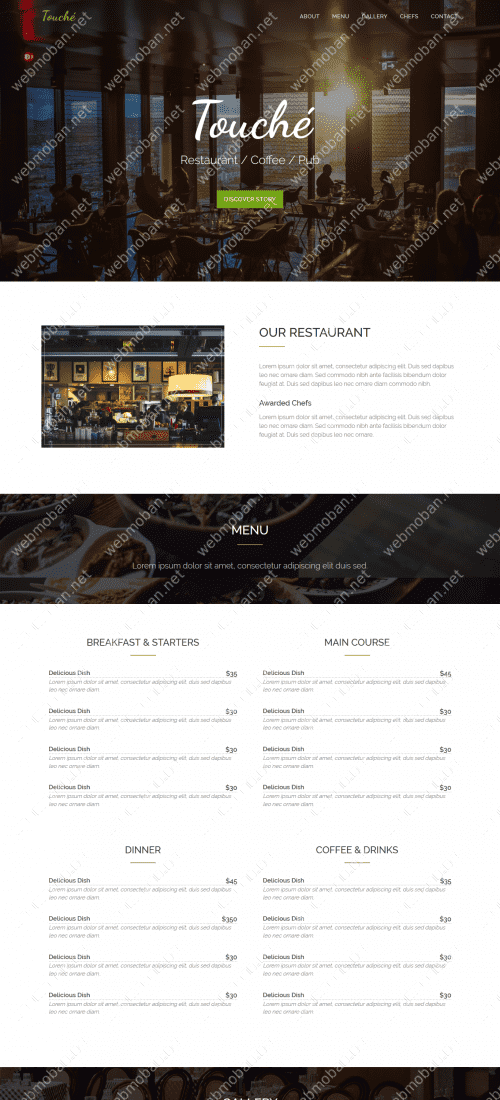 Touché
ABOUT MENU GALLERY CHEFS CONTACT
Touché
Restaurant / Coffee / Pub
DISCOVER STORY
OUR RESTAURANT
Lorem ipsum dolor sit amet, consectetur adipiscing elit. Duis sed dapibus
leo nec ornare diam. Sed commodo nibh ante facilisis bibendum dolor
feugiat at. Duis sed dapibus leo nec ornare diam commodo nibh.
Awarded Chefs
Lorem ipsum dolor sit amet, consectetur adipiscing elit. Duis sed dapibus
leo nec ornare diam. Sed commodo nibh ante facilisis bibendum dolor
feugiat at. Duis sed dapibus leo nec ornare.
MENU
Lorem ipsum dolor sit amet, consectetur adipiscing elit duis sed.
BREAKFAST & STARTERS
Delicious Dish $35
Lorem ipsum dolor sit amet, consectetur adipiscing elit, duis sed dapibus
leo nec ornare diam.
Delicious Dish $30
Lorem ipsum dolor sit amet, consectetur adipiscing elit, duis sed dapibus
leo nec ornare diam.
Delicious Dish $30
Lorem ipsum dolor sit amet, consectetur adipiscing elit, duis sed dapibus
leo nec ornare diam.
Delicious Dish $30
Lorem ipsum dolor sit amet, consectetur adipiscing elit, duis sed dapibus
leo nec ornare diam.
MAIN COURSE
Delicious Dish $45
Lorem ipsum dolor sit amet, consectetur adipiscing elit, duis sed dapibus
leo nec ornare diam.
Delicious Dish $30
Lorem ipsum dolor sit amet, consectetur adipiscing elit, duis sed dapibus
leo nec ornare diam.
Delicious Dish $30
Lorem ipsum dolor sit amet, consectetur adipiscing elit, duis sed dapibus
leo nec ornare diam.
Delicious Dish $30
Lorem ipsum dolor sit amet, consectetur adipiscing elit, duis sed dapibus
leo nec ornare diam.
DINNER
Delicious Dish $45
Lorem ipsum dolor sit amet, consectetur adipiscing elit, duis sed dapibus
leo nec ornare diam.
Delicious Dish $350
Lorem ipsum dolor sit amet, consectetur adipiscing elit, duis sed dapibus
leo nec ornare diam.
Delicious Dish $30
Lorem ipsum dolor sit amet, consectetur adipiscing elit, duis sed dapibus
leo nec ornare diam.
Delicious Dish $30
Lorem ipsum dolor sit amet, consectetur adipiscing elit, duis sed dapibus
leo nec ornare diam.
COFFEE & DRINKS
Delicious Dish $35
Lorem ipsum dolor sit amet, consectetur adipiscing elit, duis sed dapibus
leo nec ornare diam.
Delicious Dish $30
Lorem ipsum dolor sit amet, consectetur adipiscing elit, duis sed dapibus
leo nec ornare diam.
Delicious Dish $30
Lorem ipsum dolor sit amet, consectetur adipiscing elit, duis sed dapibus
leo nec ornare diam.
Delicious Dish $30
Lorem ipsum dolor sit amet, consectetur adipiscing elit, duis sed dapibus
leo nec ornare diam.
GALLERY
webmoban.net